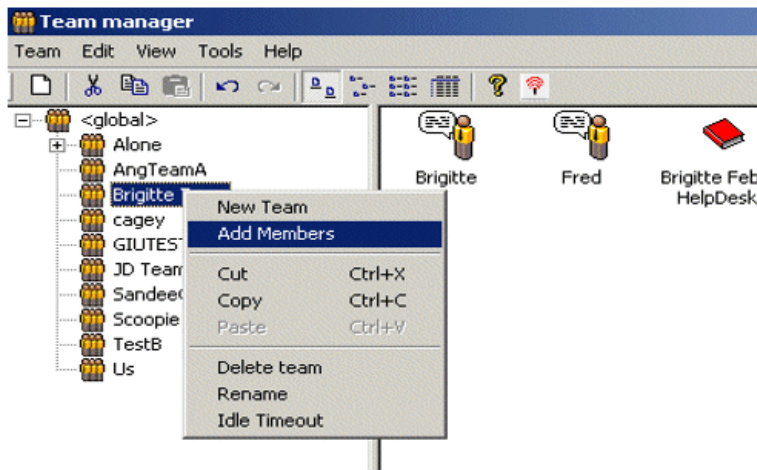 Team manager
Team Edit View Tools Help
<global>
Alone
AngTeamA
Brigitte
cagey
GIUTEST
JD Team
Scoopie
TestB
Us
New Team
Add Members
Cut Ctrl+X
Copy Ctrl+C
Paste Ctrl+V
Delete team
Rename
Idle Timeout
Brigitte
Fred
Brigitte Feb
HelpDesk